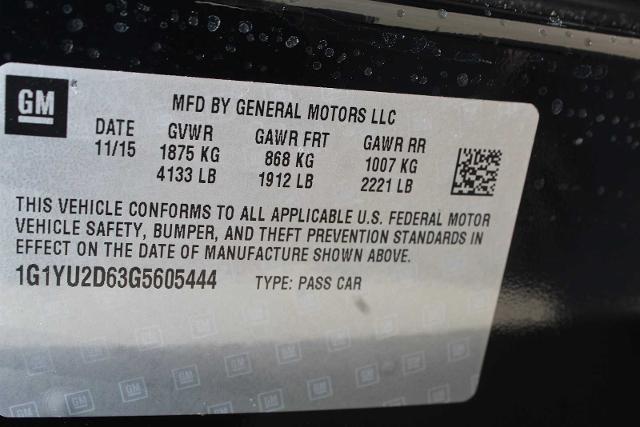 GM
MFD BY GENERAL MOTORS LLC
DATE GVWR GAWR FRT GAWR RR
11/15 1875 KG 868 KG 1007 KG
4133 LB 1912 LB 2221 LB
THIS VEHICLE CONFORMS TO ALL APPLICABLE U.S. FEDERAL MOTOR
VEHICLE SAFETY, BUMPER, AND THEFT PREVENTION STANDARDS IN
EFFECT ON THE DATE OF MANUFACTURE SHOWN ABOVE.
1G1YU2D63G5605444 TYPE: PASS CAR